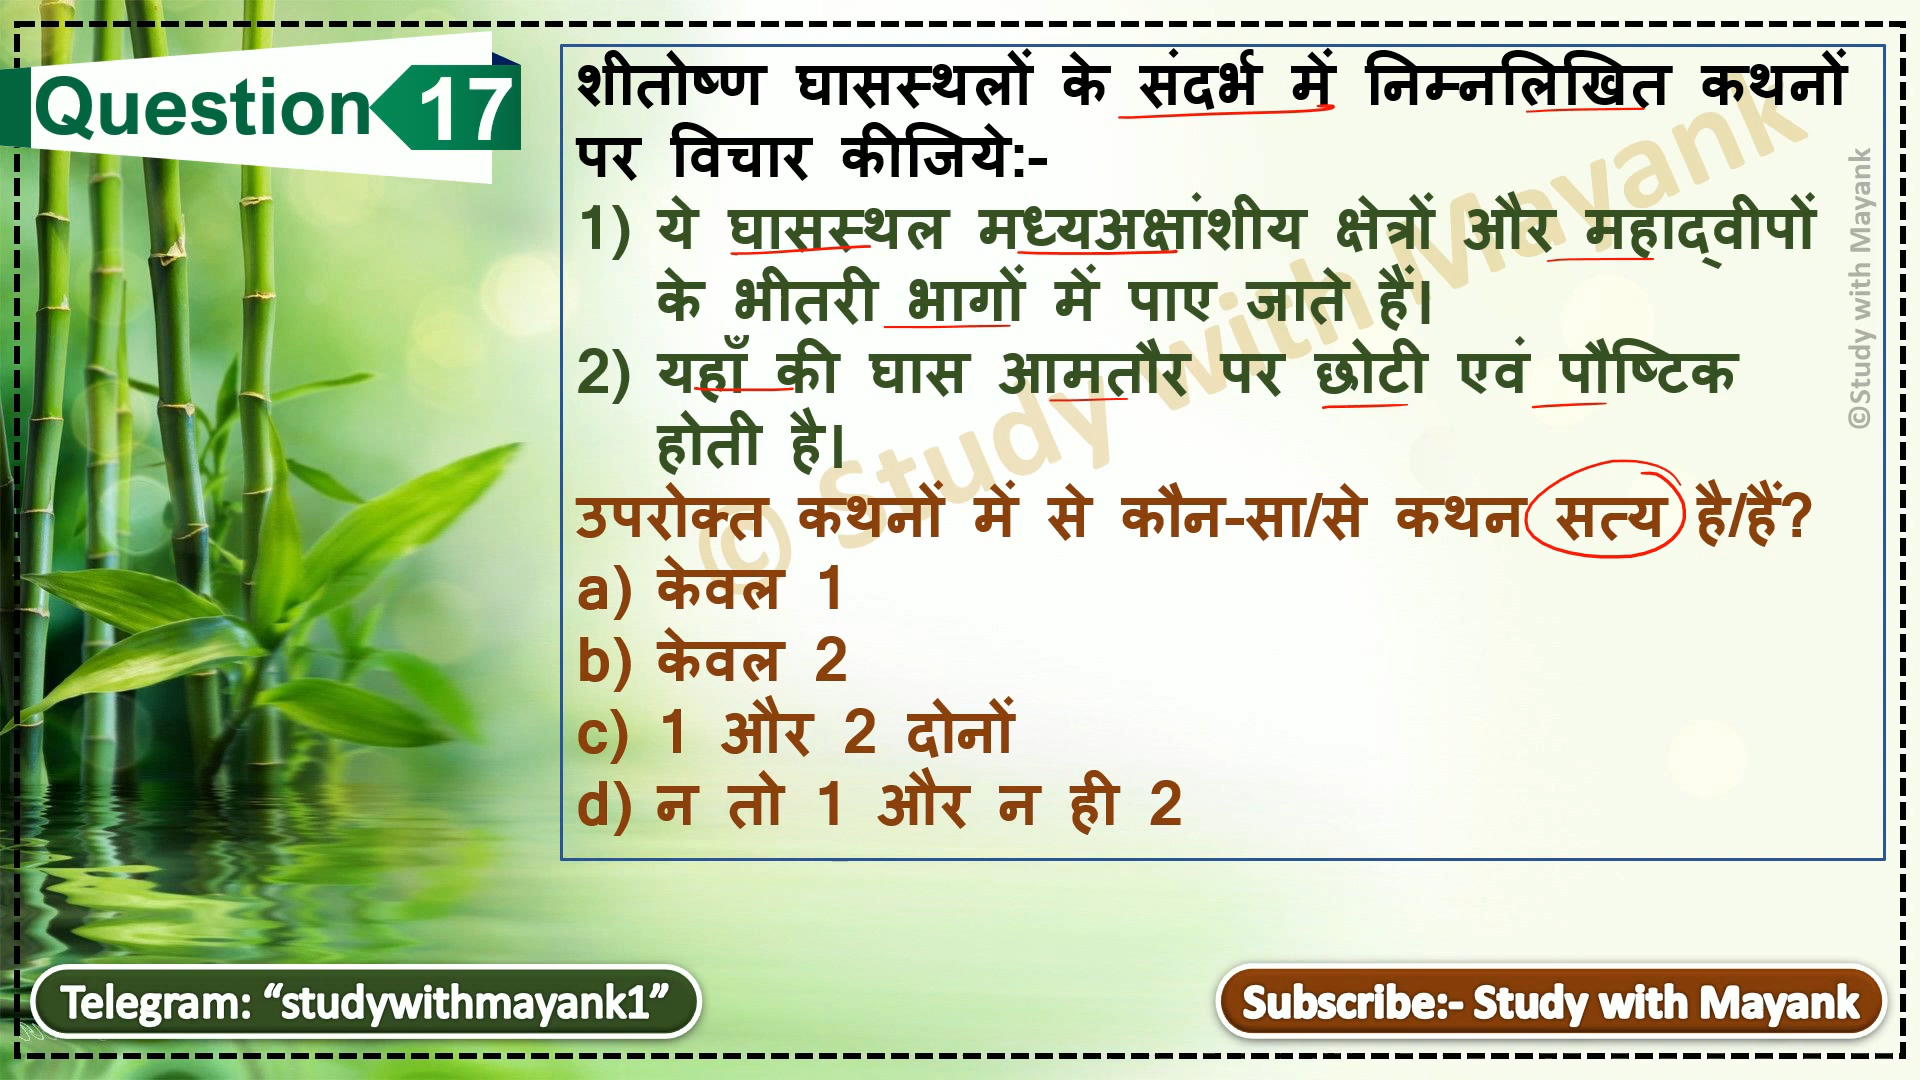 Question 17
शीतोष्ण घासस्थलों के संदर्भ में निम्नलिखित कथनों
पर विचार कीजिये:-
1) ये घासस्थल मध्यअक्षांशीय क्षेत्रों और महाद्वीपों
के भीतरी भागों में पाए जाते हैं।
2) यहाँ की घास आमतौर पर छोटी एवं पौष्टिक
होती है।
उपरोक्त कथनों में से कौन-सा/से कथन सत्य है/हैं?
a) केवल 1
b) केवल 2
c) 1 और 2 दोनों
d) न तो 1 और न ही 2
© Study with Mayank
©Study with Mayank
Telegram: “studywithmayank1”
Subscribe:- Study with Mayank